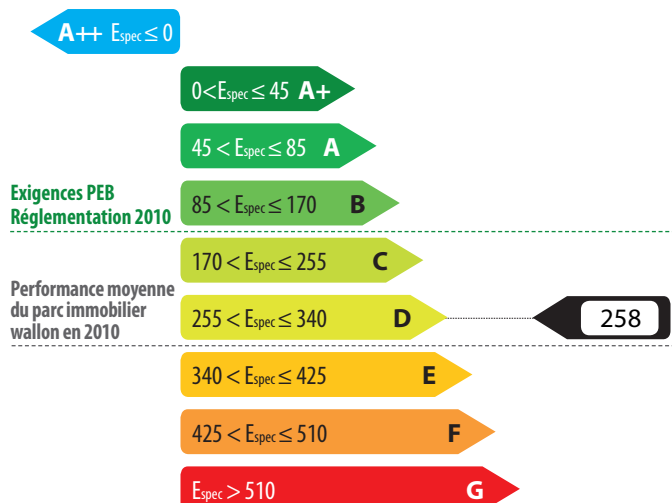 A++ Espec ≤ 0
0<Espec ≤ 45 A+
45 < Espec ≤ 85 A
Exigences PEB
Réglementation 2010
85 < Espec ≤ 170 B
170 < Espec ≤ 255 C
Performance moyenne
du parc immobilier
wallon en 2010
255 < Espec ≤ 340 D
258
340 < Espec ≤ 425 E
425 < Espec ≤ 510 F
Espec > 510 G